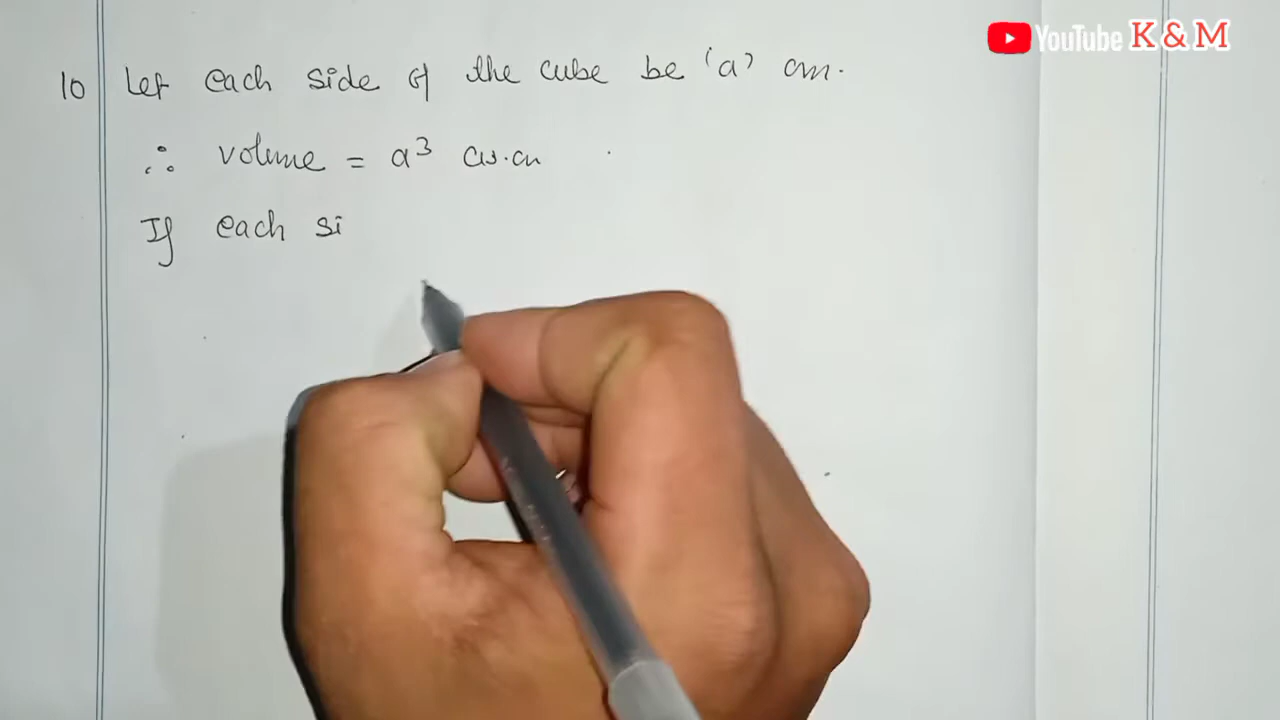 YouTube K & M
10 Let each side of the cube be 'a' cm.
∴ volume = a³ cu.cm
If each si